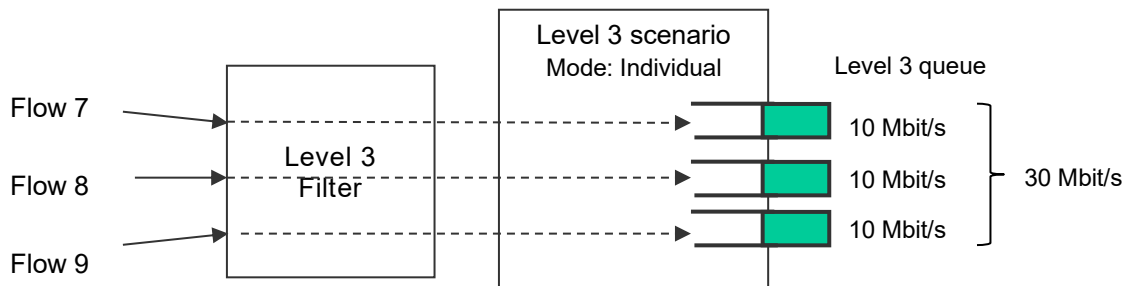 Level 3 scenario
Mode: Individual
Level 3 queue
Flow 7
10 Mbit/s
Level 3
Filter
Flow 8
10 Mbit/s
30 Mbit/s
10 Mbit/s
Flow 9